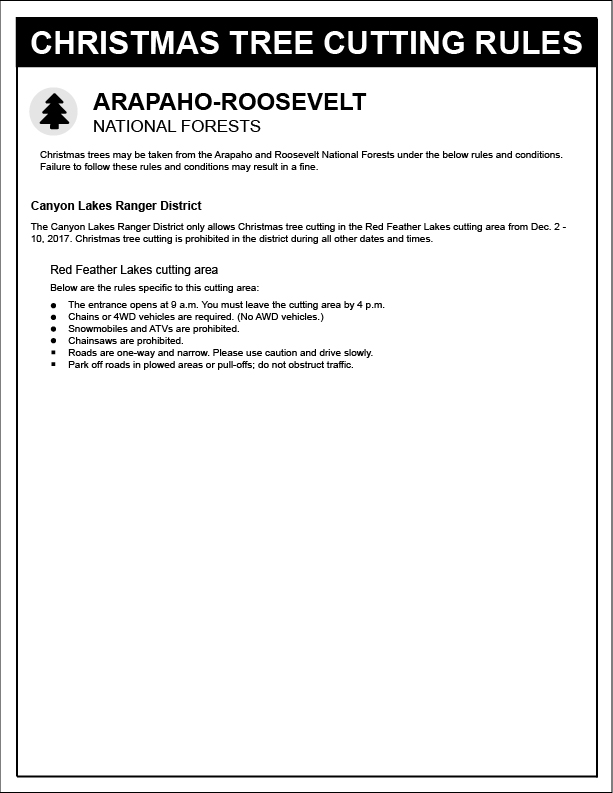 CHRISTMAS TREE CUTTING RULES
ARAPAHO-ROOSEVELT
NATIONAL FORESTS
Christmas trees may be taken from the Arapaho and Roosevelt National Forests under the below rules and conditions.
Failure to follow these rules and conditions may result in a fine.
Canyon Lakes Ranger District
The Canyon Lakes Ranger District only allows Christmas tree cutting in the Red Feather Lakes cutting area from Dec. 2 -
10, 2017. Christmas tree cutting is prohibited in the district during all other dates and times.
Red Feather Lakes cutting area
Below are the rules specific to this cutting area:
● The entrance opens at 9 a.m. You must leave the cutting area by 4 p.m.
● Chains or 4WD vehicles are required. (No AWD vehicles.)
● Snowmobiles and ATVs are prohibited.
● Chainsaws are prohibited.
▪ Roads are one-way and narrow. Please use caution and drive slowly.
▪ Park off roads in plowed areas or pull-offs; do not obstruct traffic.